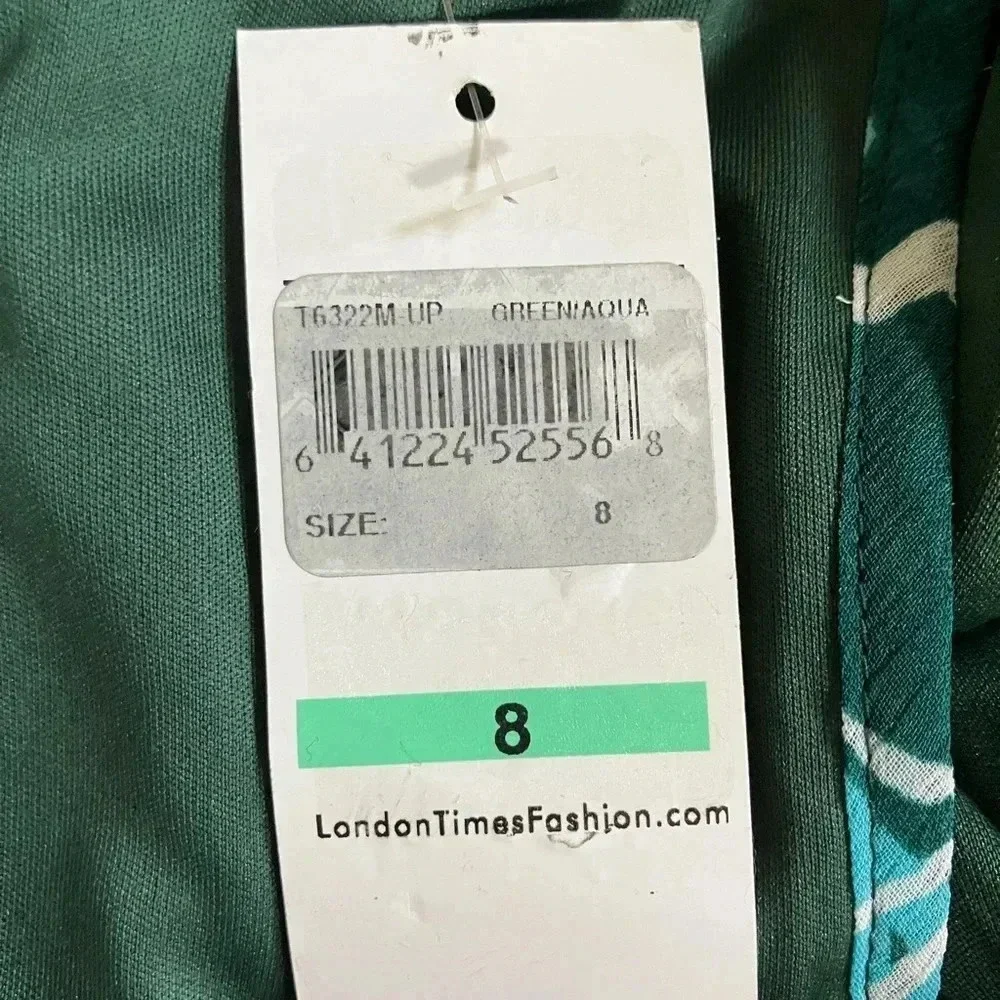 T6322M-UP GREEN/AQUA
6 41224 52556 8
SIZE: 8
8
LondonTimesFashion.com